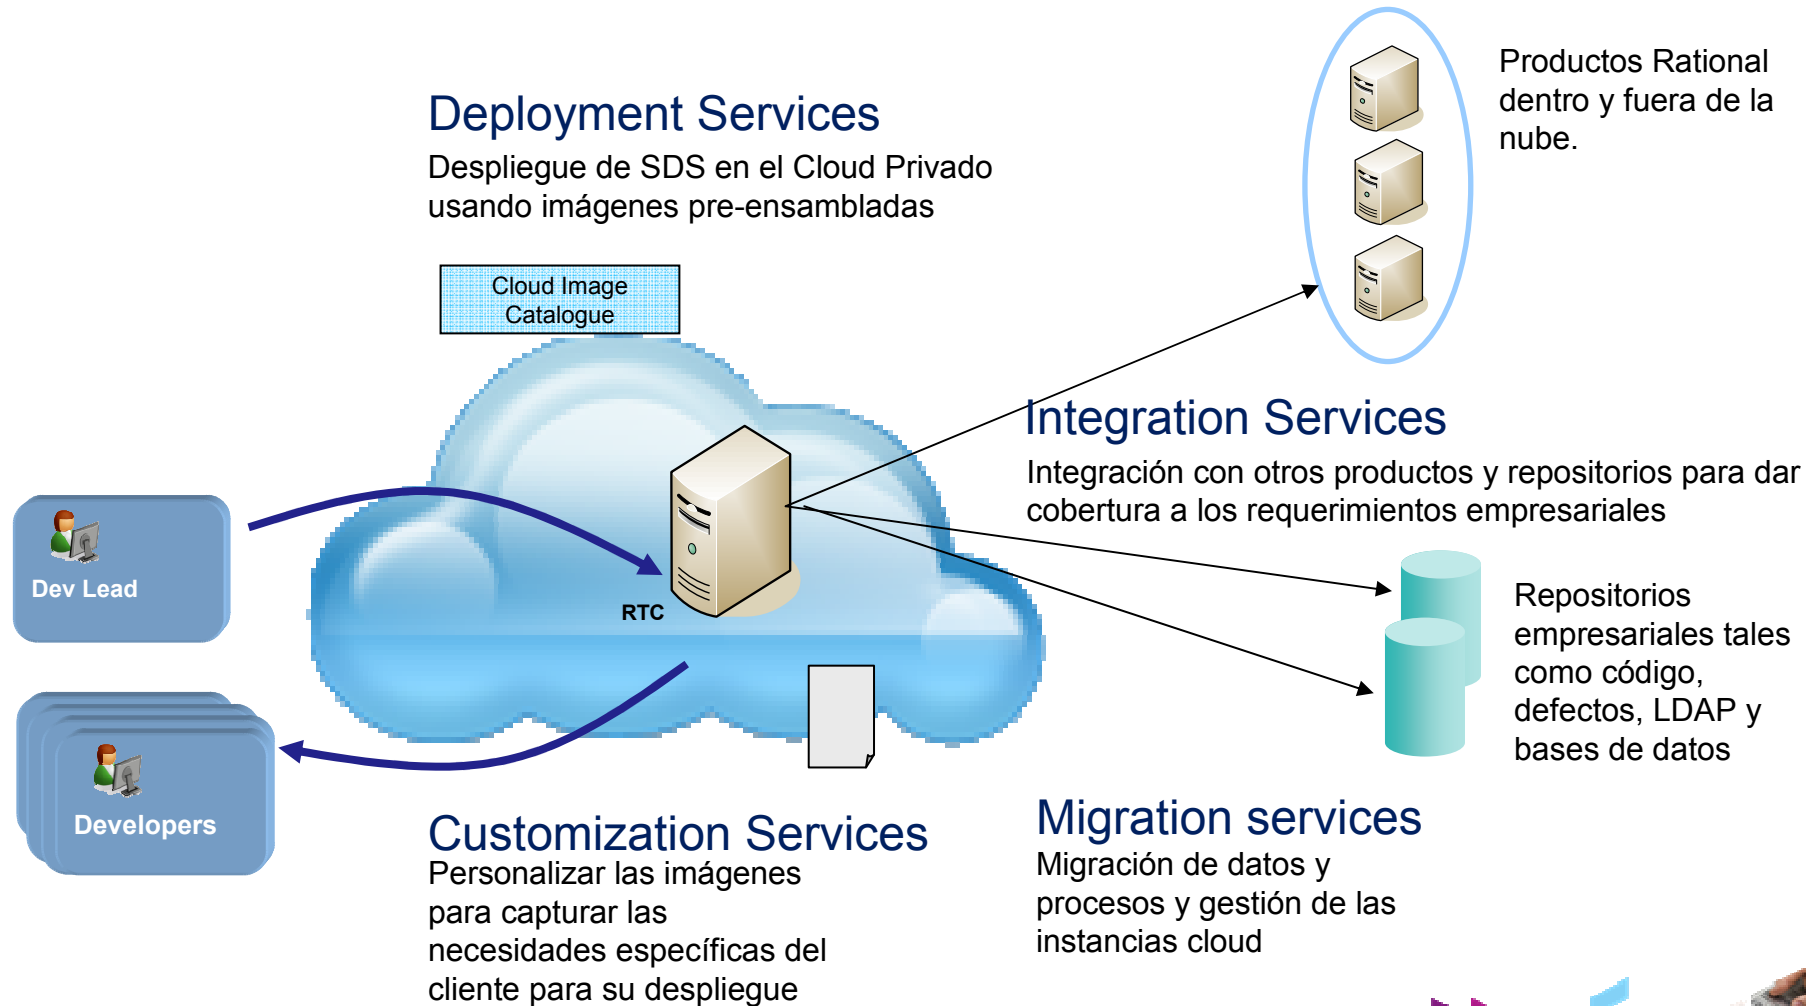 Productos Rational
dentro y fuera de la
nube.
Deployment Services
Despliegue de SDS en el Cloud Privado
usando imágenes pre-ensambladas
Cloud Image
Catalogue
Integration Services
Integración con otros productos y repositorios para dar
cobertura a los requerimientos empresariales
Dev Lead
RTC
Repositorios
empresariales tales
como código,
defectos, LDAP y
bases de datos
Developers
Customization Services
Personalizar las imágenes
para capturar las
necesidades específicas del
cliente para su despliegue
Migration services
Migración de datos y
procesos y gestión de las
instancias cloud